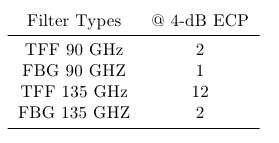 Filter Types @ 4-dB ECP
TFF 90 GHz 2
FBG 90 GHZ 1
TFF 135 GHz 12
FBG 135 GHZ 2